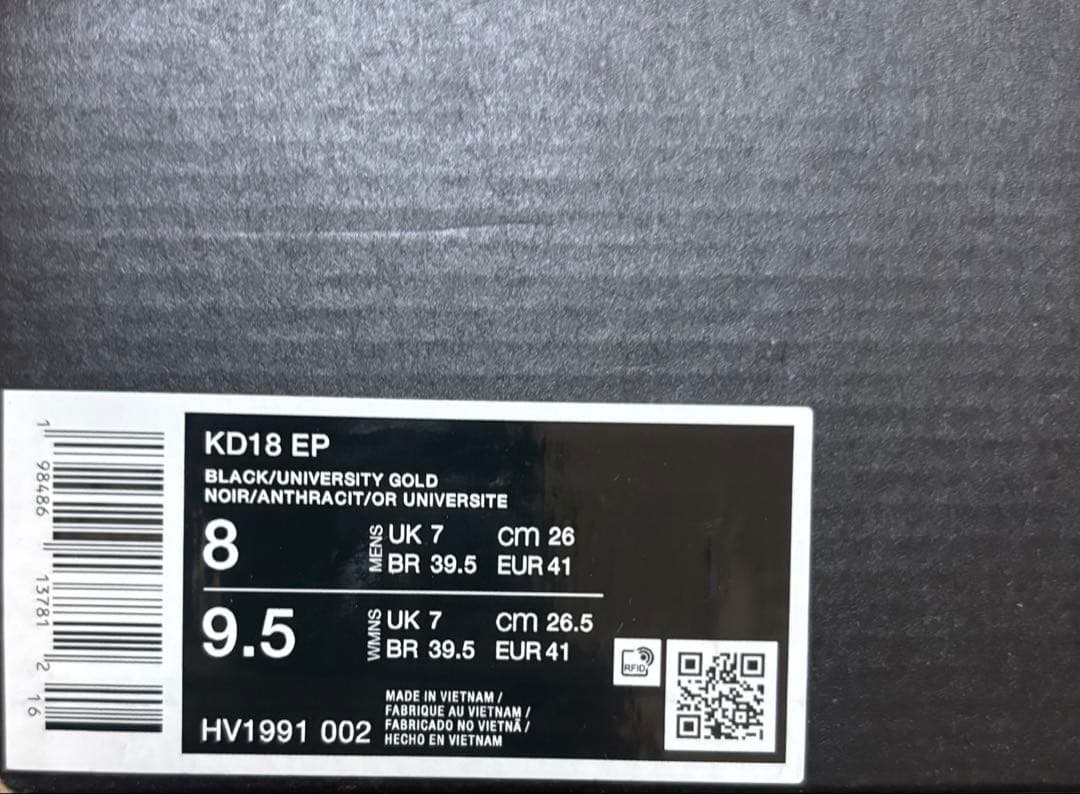 1 98486 13781 2 16
KD18 EP
BLACK/UNIVERSITY GOLD
NOIR/ANTHRACIT/OR UNIVERSITE
8 MENS UK 7 cm 26
BR 39.5 EUR 41
9.5 WMNS UK 7 cm 26.5
BR 39.5 EUR 41
RFID
MADE IN VIETNAM /
FABRIQUE AU VIETNAM /
FABRICADO NO VIETNÃ /
HECHO EN VIETNAM
HV1991 002